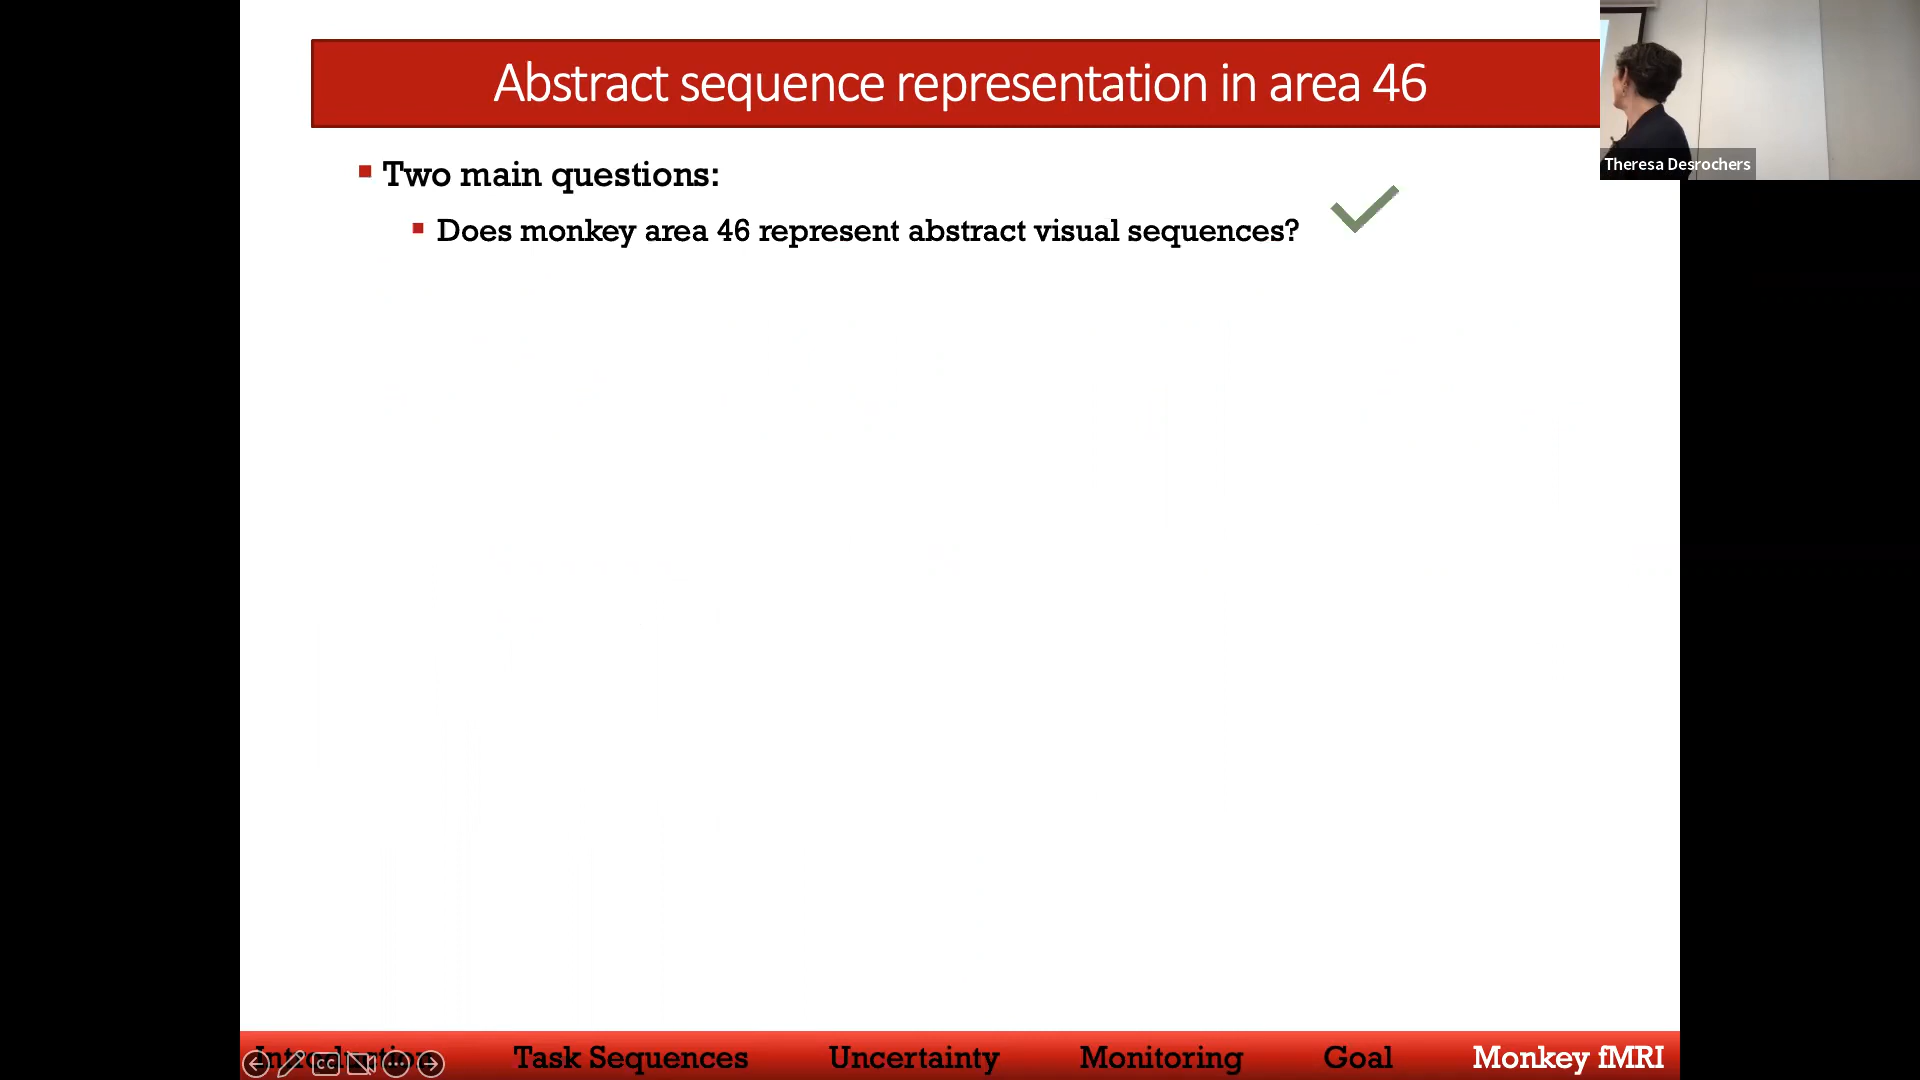 Abstract sequence representation in area 46
Theresa Desrochers
Two main questions:
Does monkey area 46 represent abstract visual sequences?
Introduction Task Sequences Uncertainty Monitoring Goal Monkey fMRI
CC